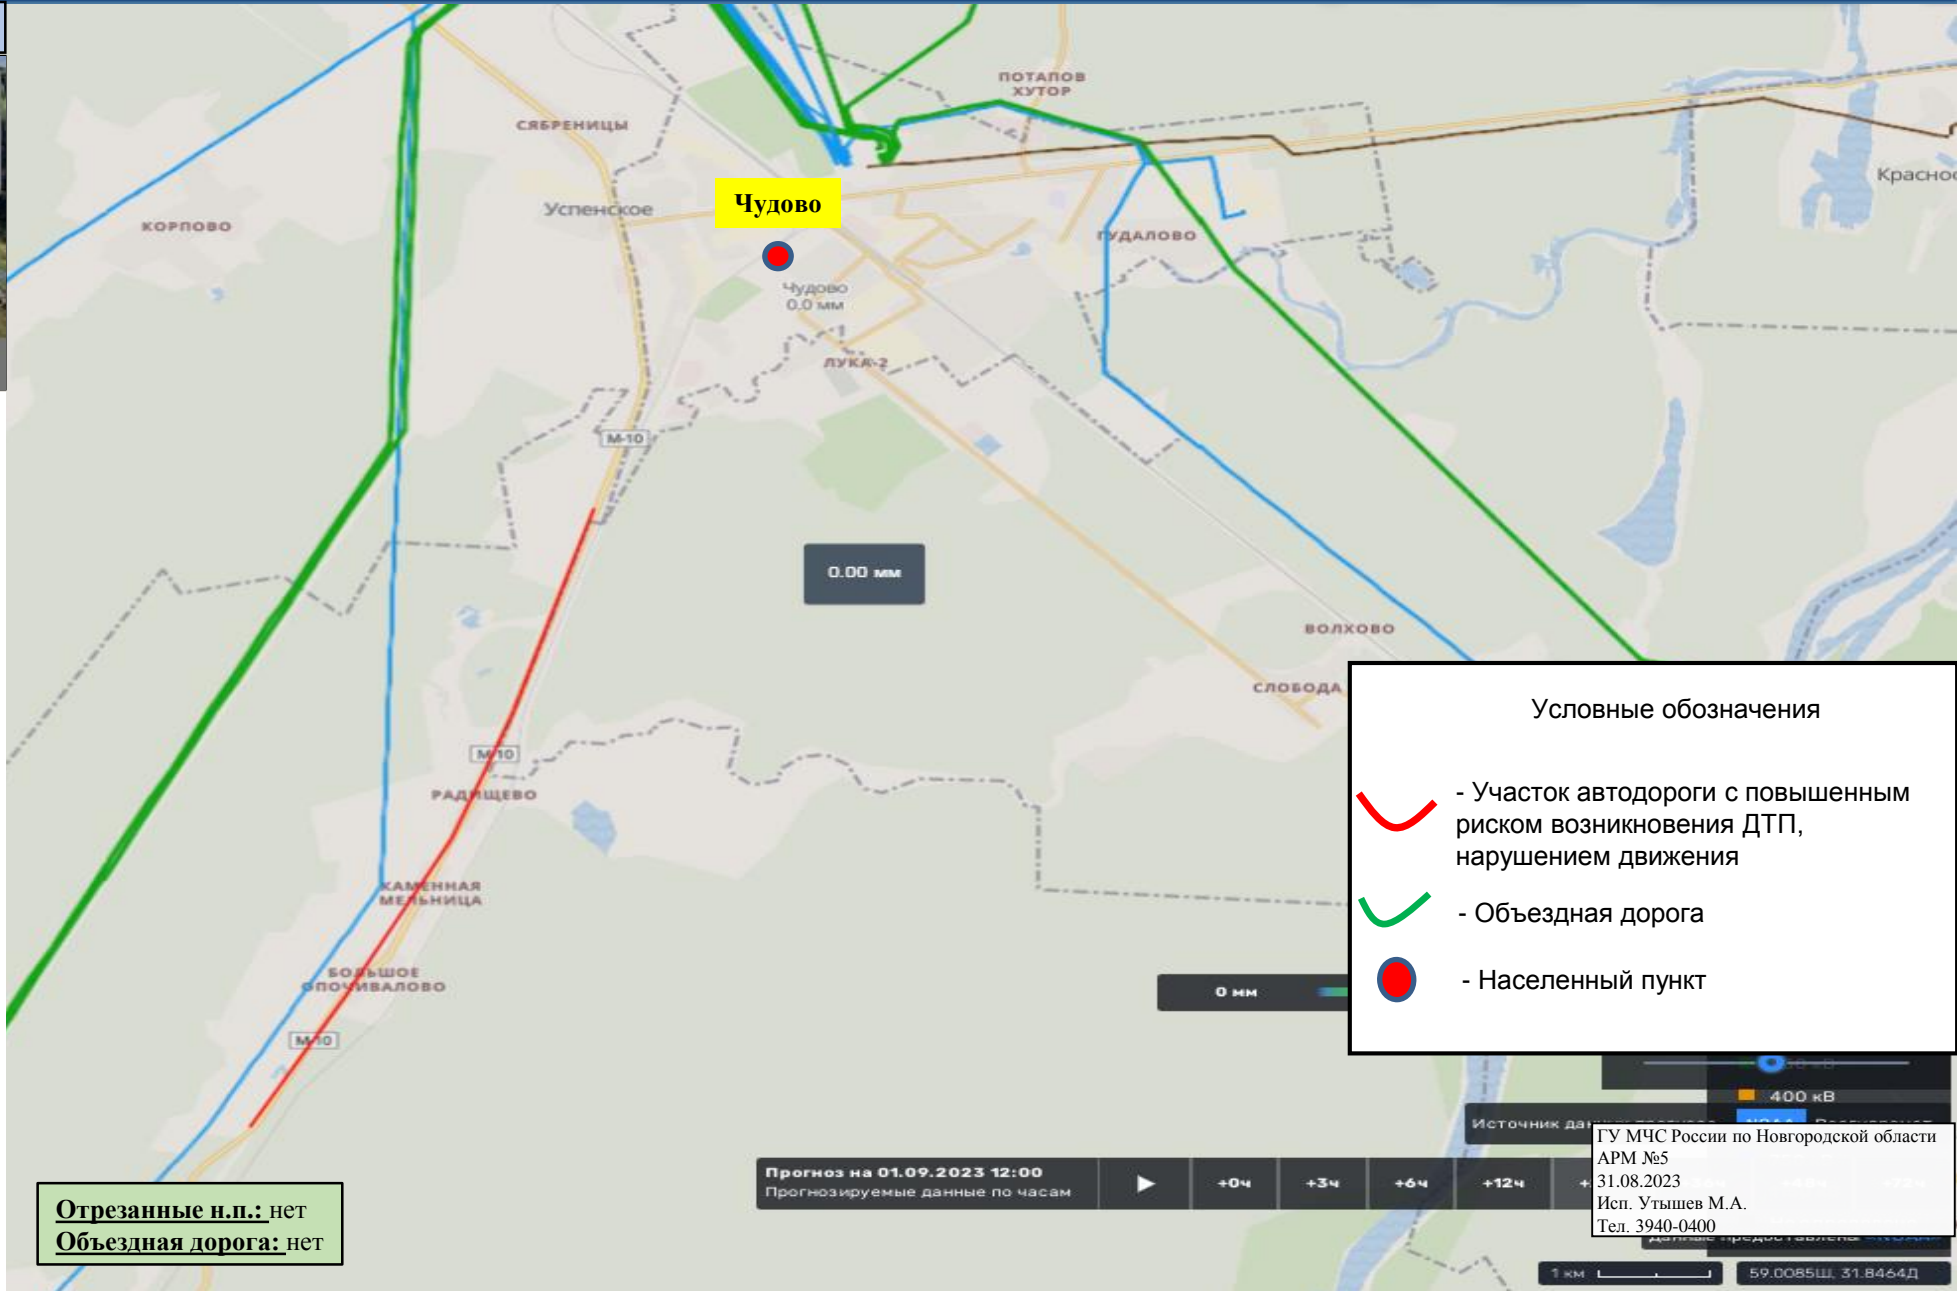 ПОТАПОВ
ХУТОР
СЯБРЕНИЦЫ
Чудово
Успенское
КОРПОВО
ГУДАЛОВО
Чудово
0.0 мм
ЛУКА-2
М-10
0.00 мм
ВОЛХОВО
СЛОБОДА
М-10
РАДИЩЕВО
КАМЕННАЯ
МЕЛЬНИЦА
БОЛЬШОЕ
ОПОЧИВАЛОВО
М-10
Условные обозначения
- Участок автодороги с повышенным
риском возникновения ДТП,
нарушением движения
- Объездная дорога
- Населенный пункт
0 мм
400 кВ
Источник
ГУ МЧС России по Новгородской области
АРМ №5
31.08.2023
Исп. Утышев М.А.
Тел. 3940-0400
Прогноз на 01.09.2023 12:00
Прогнозируемые данные по часам
+0ч +3ч +6ч +12ч
Отрезанные н.п.: нет
Объездная дорога: нет
1 км
59.0085Ш, 31.8464Д